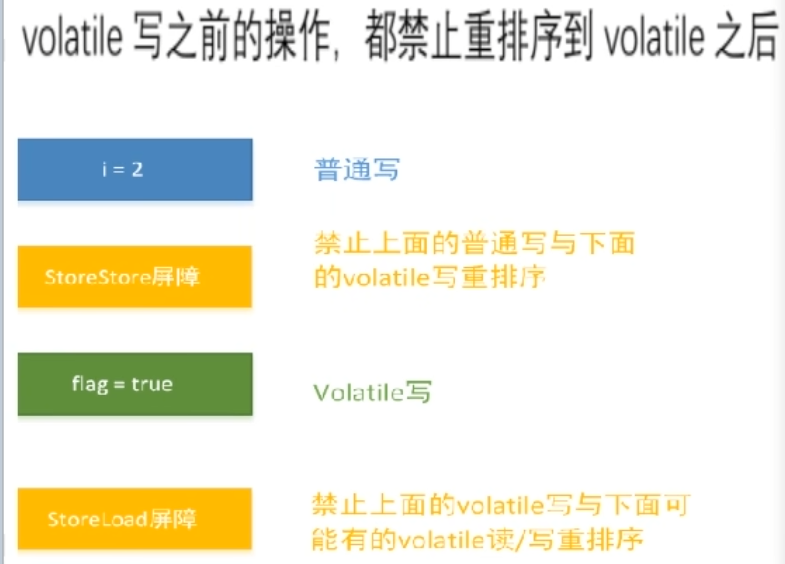 volatile 写之前的操作，都禁止重排序到 volatile 之后
i = 2
普通写
StoreStore屏障
禁止上面的普通写与下面
的volatile写重排序
flag = true
Volatile写
StoreLoad屏障
禁止上面的volatile写与下面可
能有的volatile读/写重排序